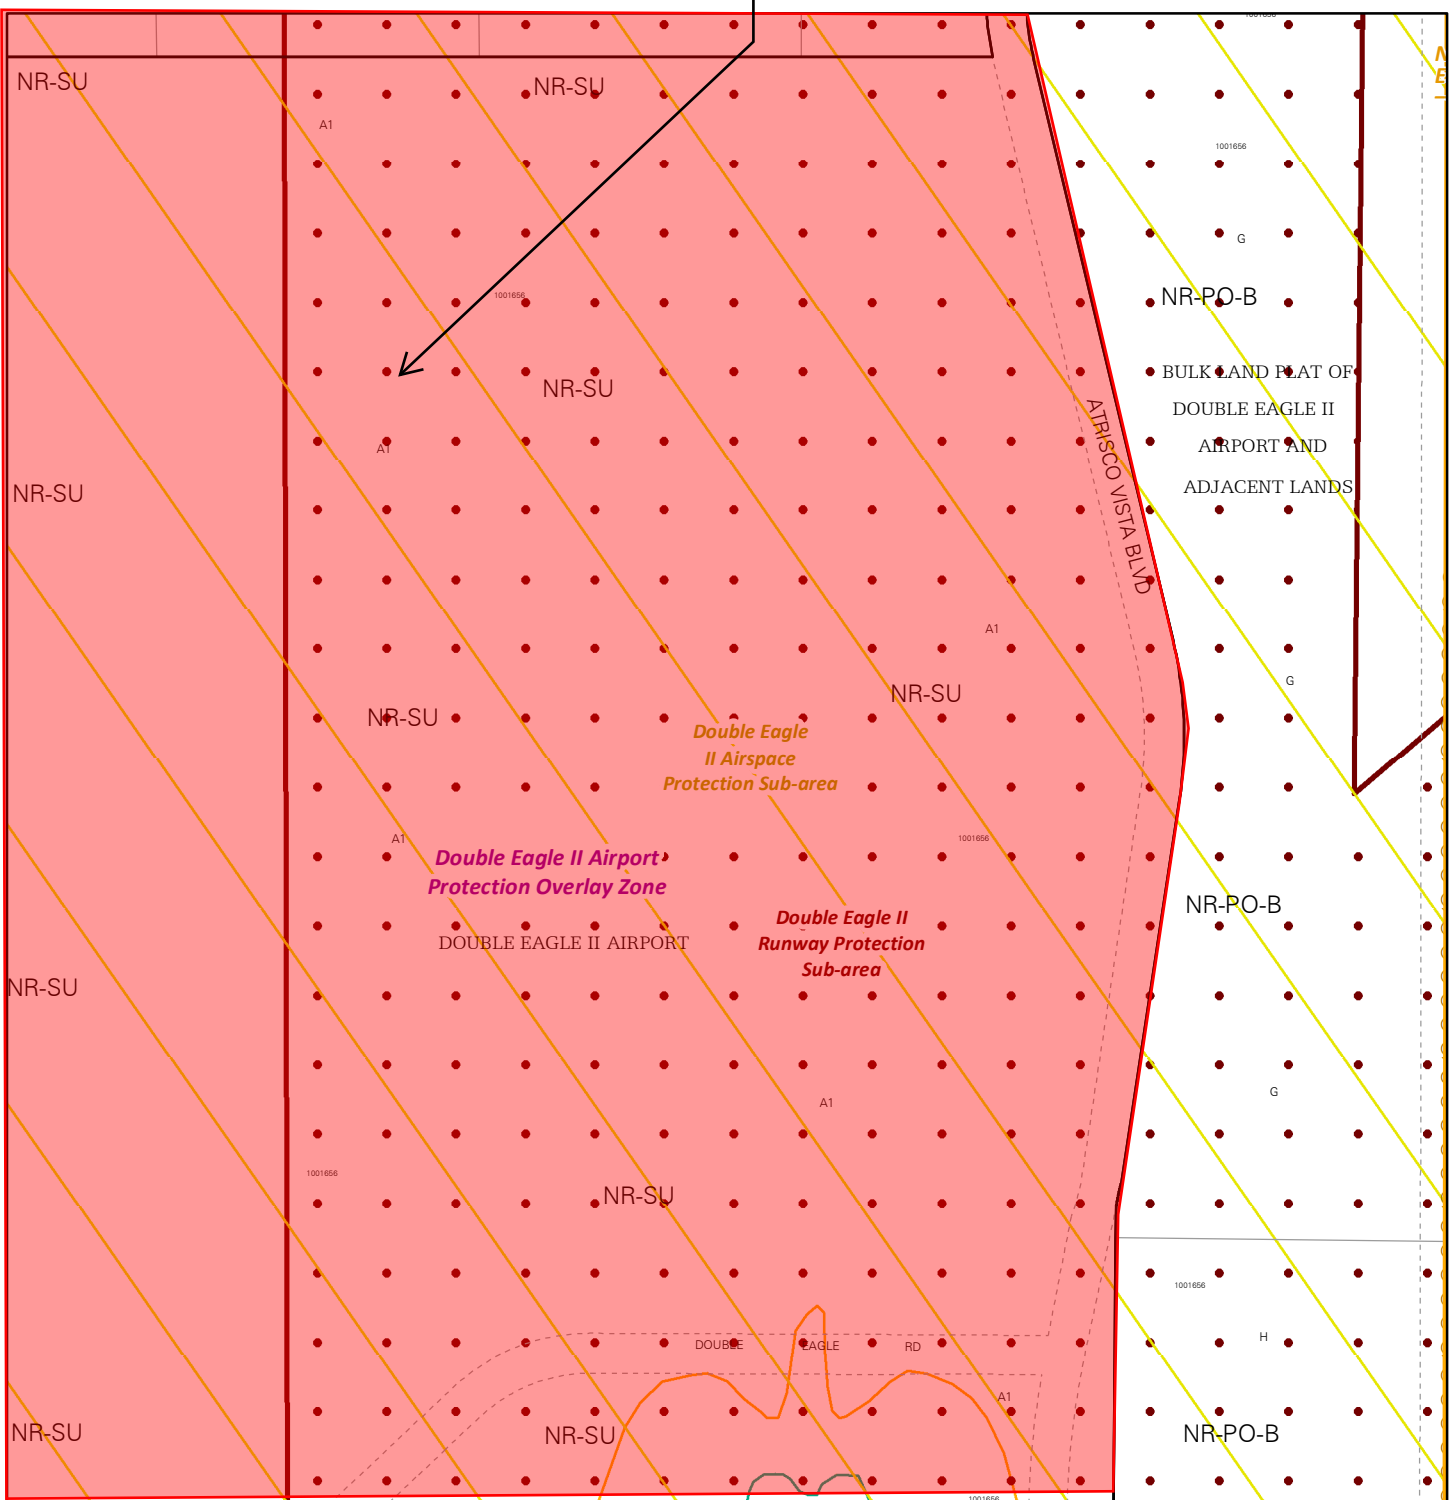 1001656
N
E
NR-SU
NR-SU
A1
1001656
G
1001656
NR-PO-B
BULK LAND PLAT OF
DOUBLE EAGLE II
AIRPORT AND
ADJACENT LANDS
NR-SU
A1
NR-SU
ATRISCO VISTA BLVD
A1
G
NR-SU
NR-SU
Double Eagle
II Airspace
Protection Sub-area
A1
1001656
Double Eagle II Airport
Protection Overlay Zone
NR-PO-B
Double Eagle II
Runway Protection
Sub-area
DOUBLE EAGLE II AIRPORT
NR-SU
A1
G
1001656
NR-SU
1001656
DOUBLE EAGLE RD
H
A1
NR-SU
NR-SU
NR-PO-B
1001656